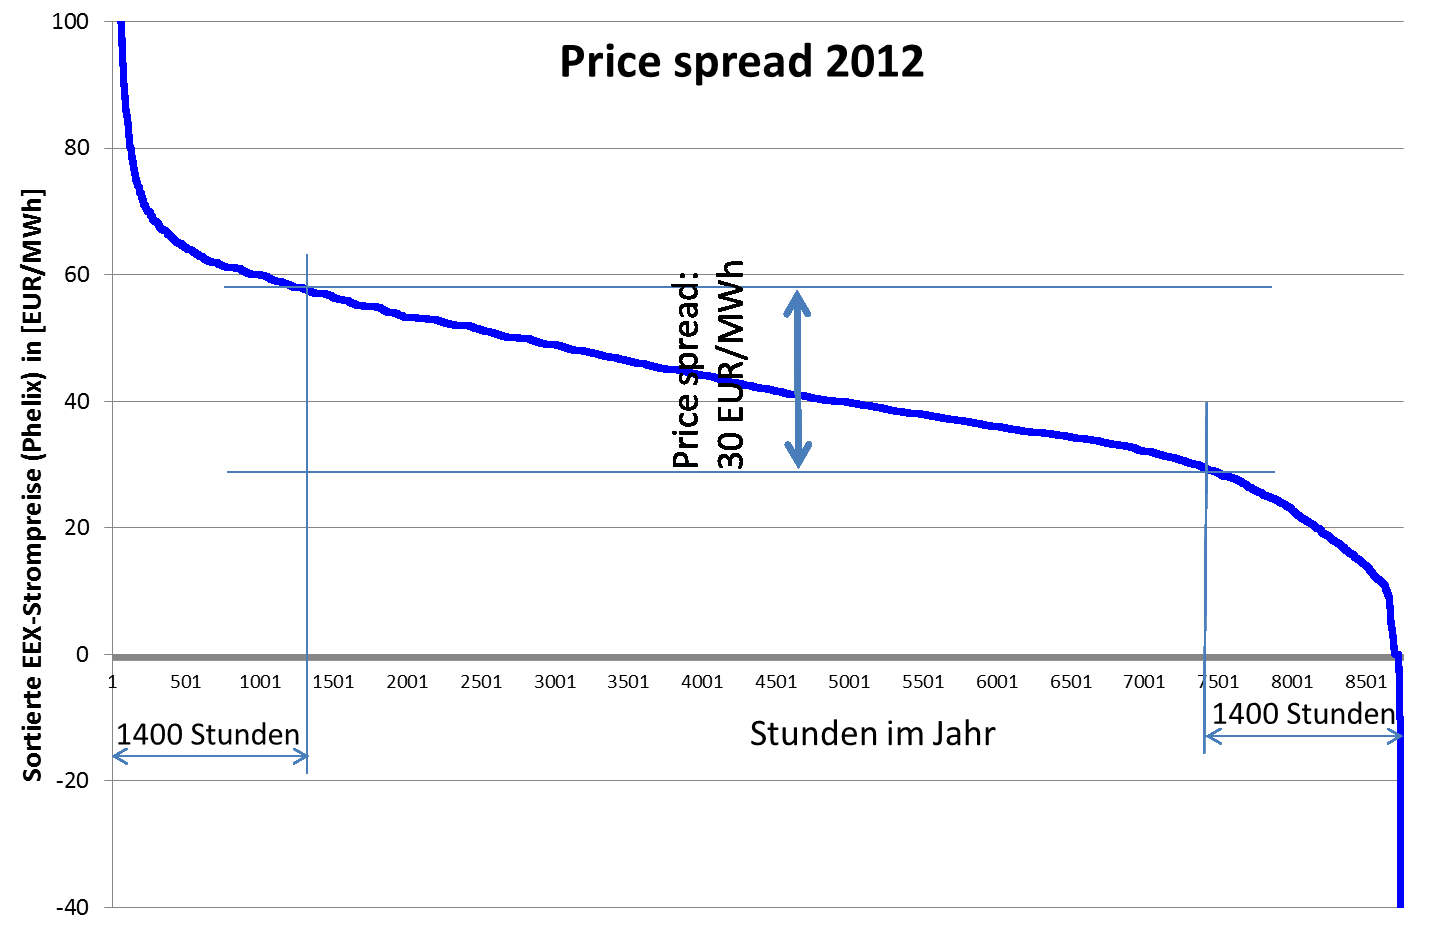 Price spread 2012
Sortierte EEX-Strompreise (Phelix) in [EUR/MWh]
100
80
60
40
20
0
-20
-40
Price spread:
30 EUR/MWh
1 501 1001 1501 2001 2501 3001 3501 4001 4501 5001 5501 6001 6501 7001 7501 8001 8501
1400 Stunden
Stunden im Jahr
1400 Stunden